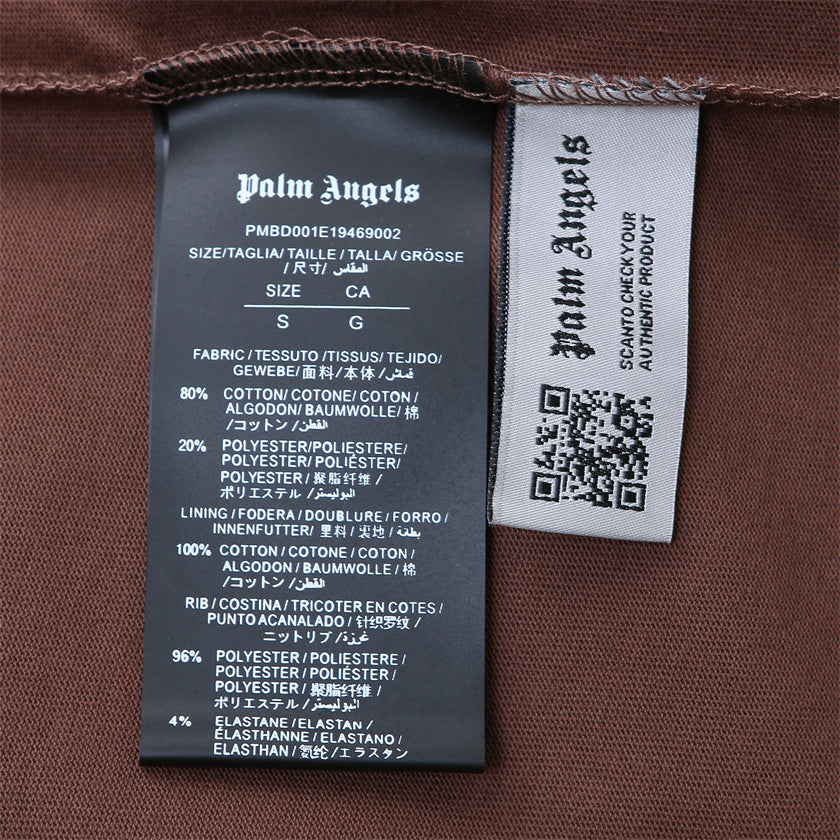 Palm Angels
PMBD001E19469002
SIZE/TAGLIA/ TAILLE / TALLA/ GRÖSSE
/ 尺寸/ المقاس
SIZE CA
S G
FABRIC / TESSUTO /TISSUS/ TEJIDO/
GEWEBE/ 面料 / 本体 / قماش
80% COTTON/ COTONE/ COTON /
ALGODON/ BAUMWOLLE/ 棉
/コットン /القطن
20% POLYESTER/POLIESTERE/
POLYESTER/ POLIÉSTER/
POLYESTER / 聚脂纤维 /
ポリエステル /البوليستر
LINING / FODERA / DOUBLURE / FORRO /
INNENFUTTER/ 里料 / 裏地 / بطانة
100% COTTON / COTONE / COTON /
ALGODON / BAUMWOLLE / 棉
/コットン /القطن
RIB / COSTINA / TRICOTER EN COTES /
PUNTO ACANALADO / 针织罗纹 /
ニットリブ /غرزة
96% POLYESTER / POLIESTERE /
POLYESTER / POLIÉSTER /
POLYESTER / 聚脂纤维 /
ポリエステル /البوليستر
4% ELASTANE / ELASTAN /
ÉLASTHANNE / ELASTANO /
ELASTHAN / 氨纶 / エラスタン
Palm Angels
SCANTO CHECK YOUR
AUTHENTIC PRODUCT